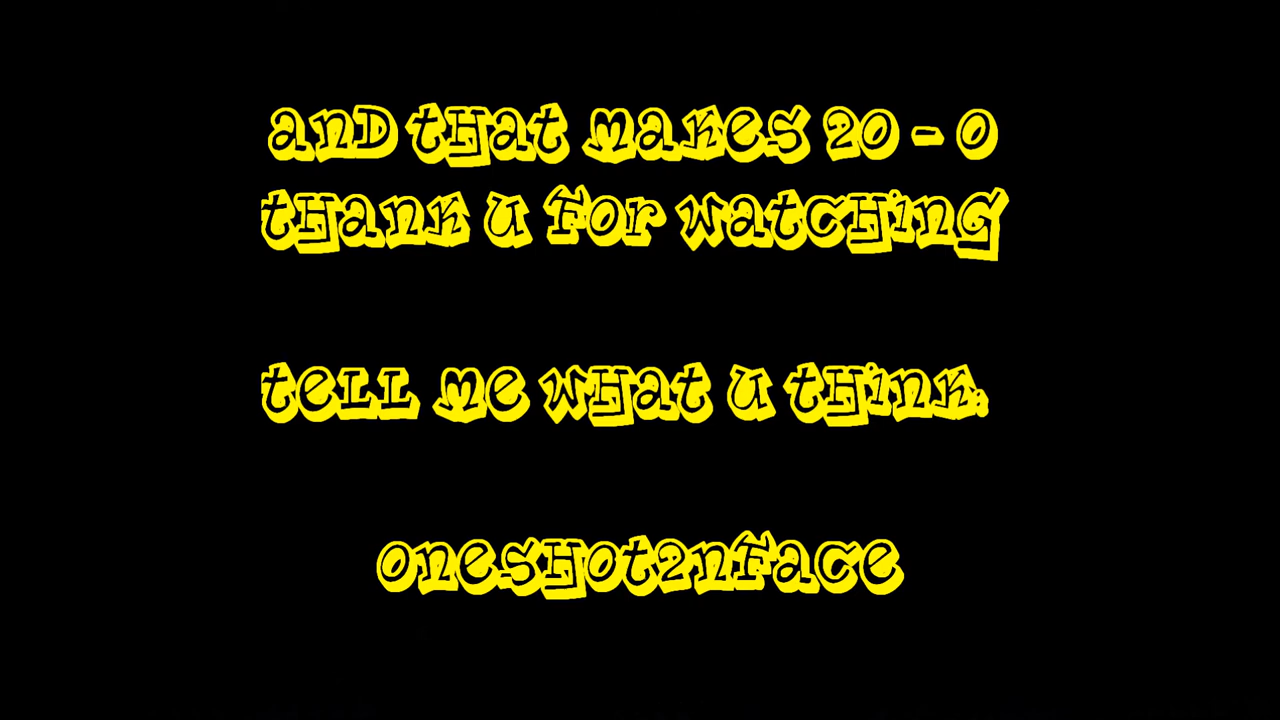 and that makes 20 - 0
thank u for watching
tell me what u think:
oneshot2nface